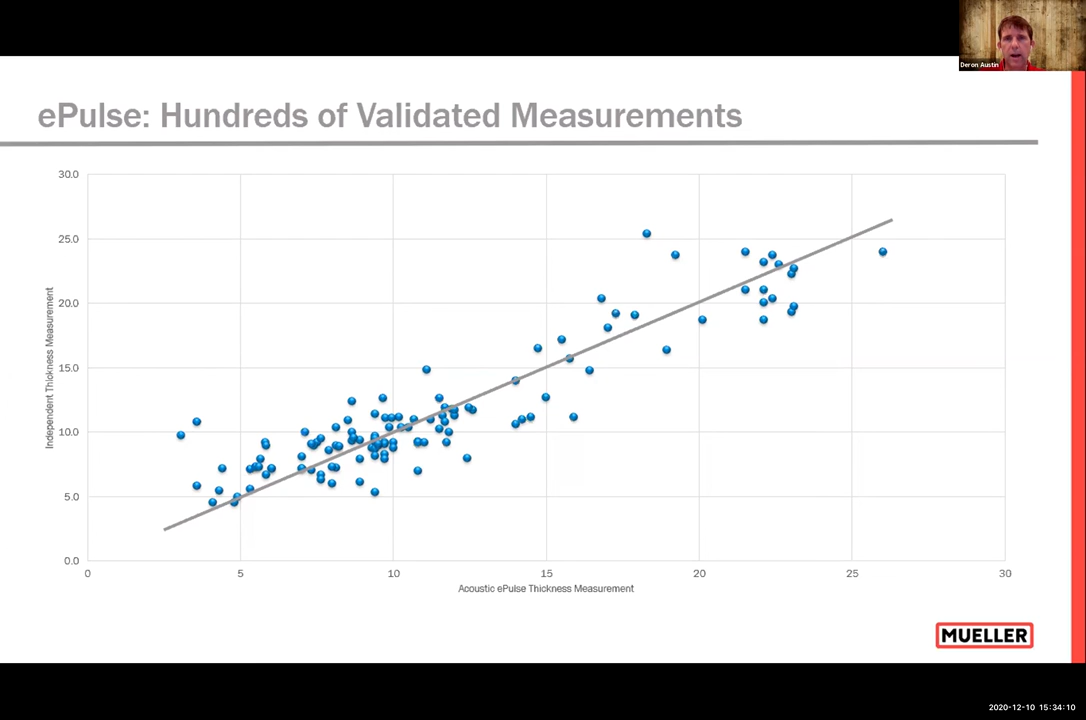 Deron Austin
ePulse: Hundreds of Validated Measurements
30.0
25.0
20.0
15.0
10.0
5.0
0.0
Independent Thickness Measurement
0 5 10 15 20 25 30
Acoustic ePulse Thickness Measurement
MUELLER
2020-12-10 15:34:10